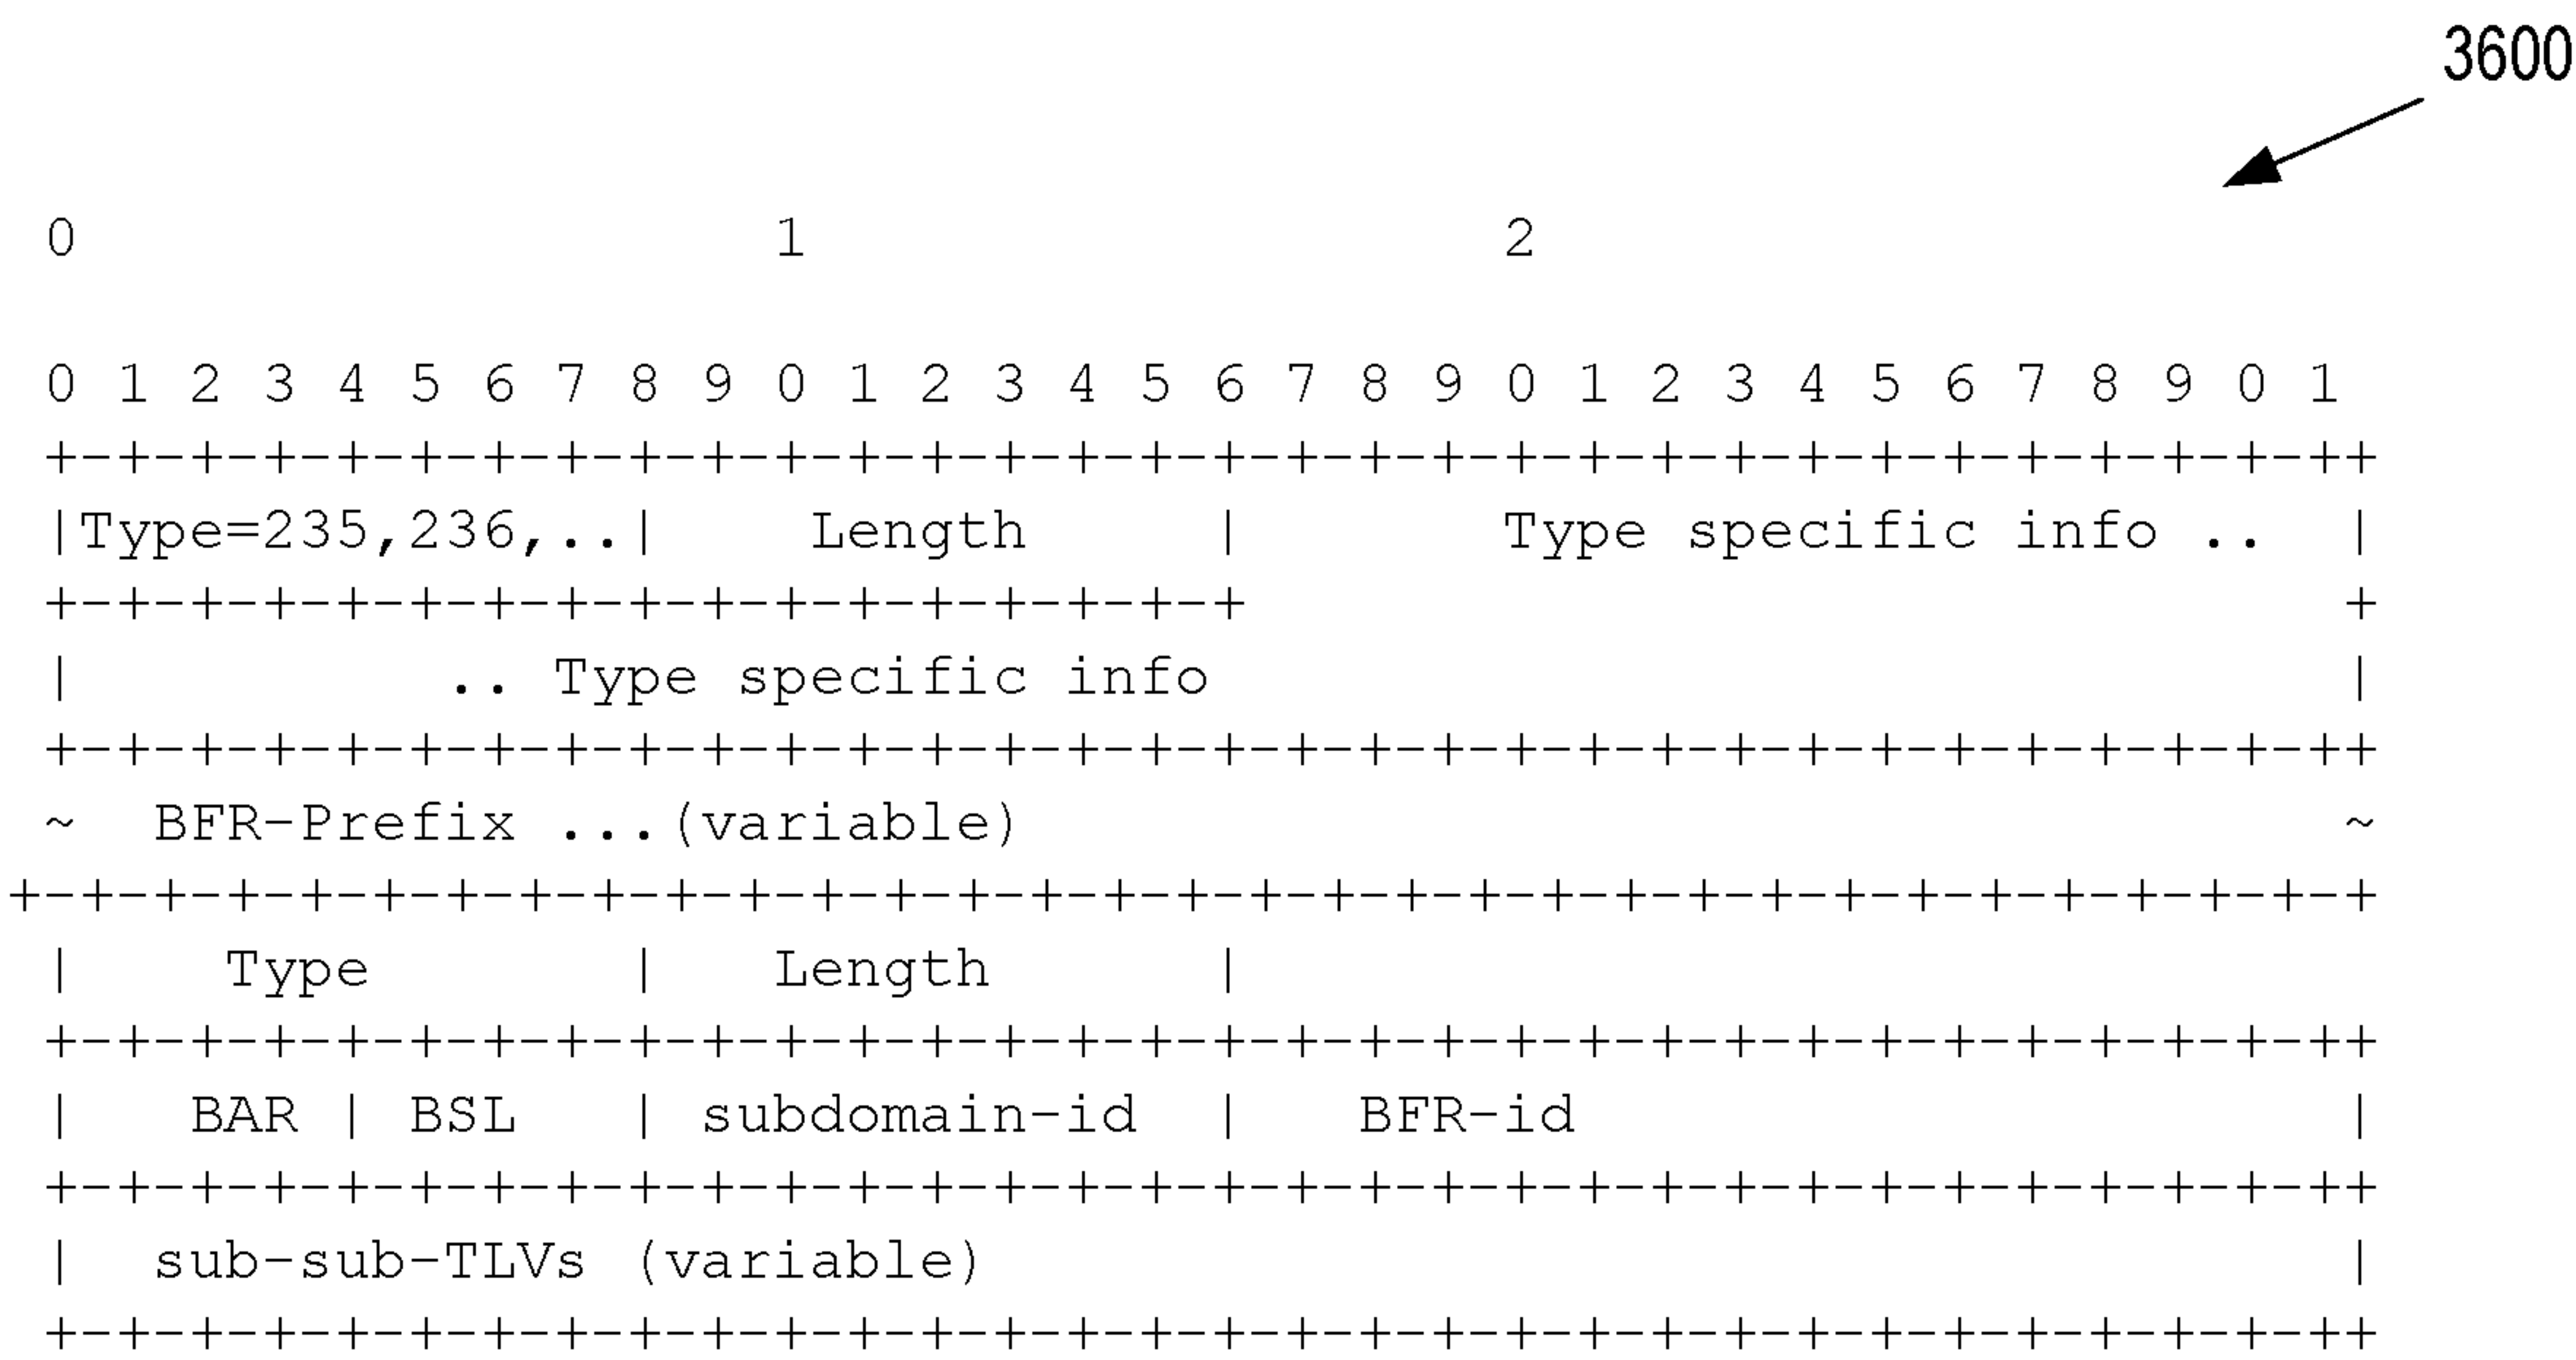 3600
0 1 2
0 1 2 3 4 5 6 7 8 9 0 1 2 3 4 5 6 7 8 9 0 1 2 3 4 5 6 7 8 9 0 1
+-+-+-+-+-+-+-+-+-+-+-+-+-+-+-+-+-+-+-+-+-+-+-+-+-+-+-+-+-+-+-++
|Type=235,236,..| Length | Type specific info .. |
+-+-+-+-+-+-+-+-+-+-+-+-+-+-+-+-+ +
| .. Type specific info |
+-+-+-+-+-+-+-+-+-+-+-+-+-+-+-+-+-+-+-+-+-+-+-+-+-+-+-+-+-+-+-++
~ BFR-Prefix ...(variable) ~
+-+-+-+-+-+-+-+-+-+-+-+-+-+-+-+-+-+-+-+-+-+-+-+-+-+-+-+-+-+-+-+-+
| Type | Length |
+-+-+-+-+-+-+-+-+-+-+-+-+-+-+-+-+-+-+-+-+-+-+-+-+-+-+-+-+-+-+-++
| BAR | BSL | subdomain-id | BFR-id |
+-+-+-+-+-+-+-+-+-+-+-+-+-+-+-+-+-+-+-+-+-+-+-+-+-+-+-+-+-+-+-++
| sub-sub-TLVs (variable) |
+-+-+-+-+-+-+-+-+-+-+-+-+-+-+-+-+-+-+-+-+-+-+-+-+-+-+-+-+-+-+-++